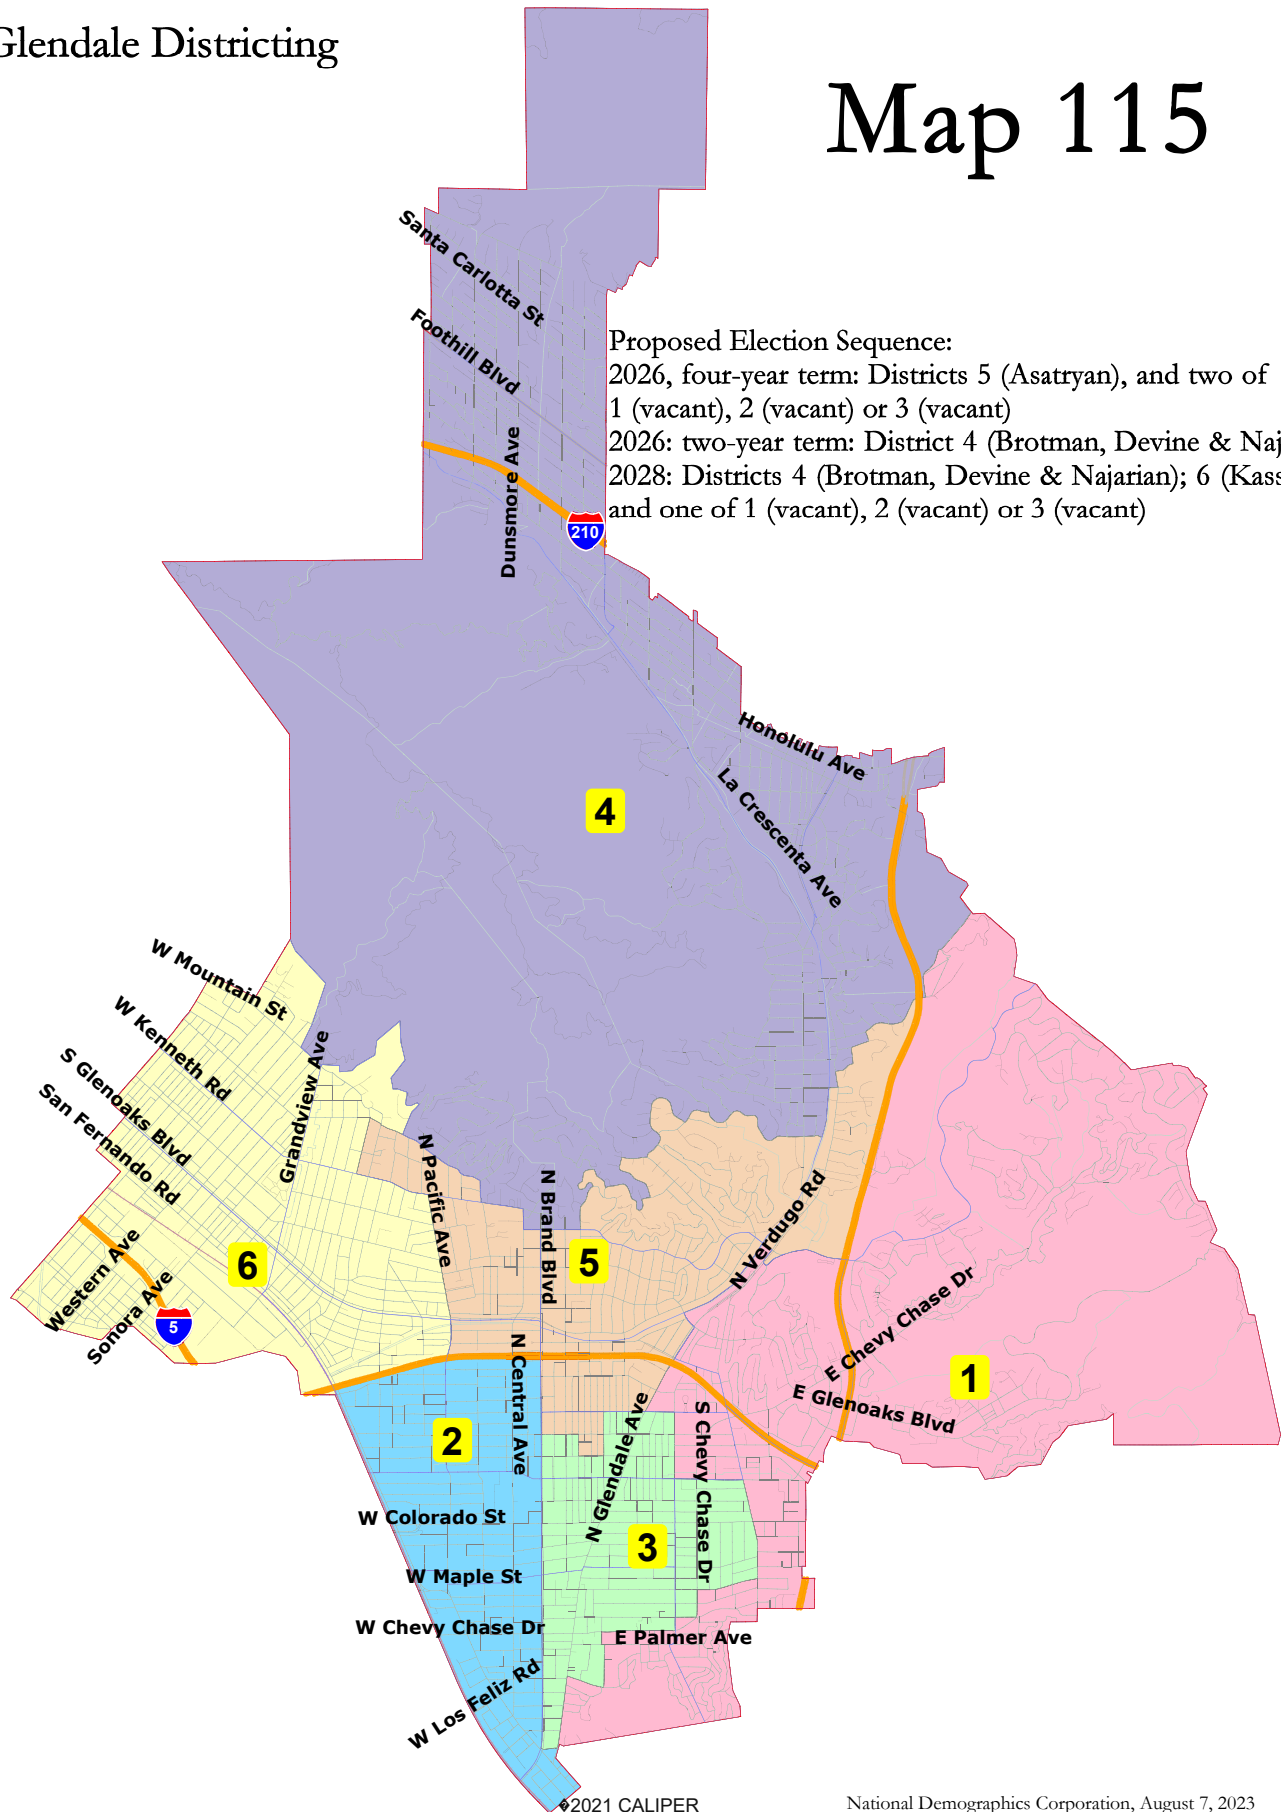 Glendale Districting
Map 115
Santa Carlotta St
Foothill Blvd
Proposed Election Sequence:
2026, four-year term: Districts 5 (Asatryan), and two of
1 (vacant), 2 (vacant) or 3 (vacant)
2026: two-year term: District 4 (Brotman, Devine & Naj
2028: Districts 4 (Brotman, Devine & Najarian); 6 (Kass
and one of 1 (vacant), 2 (vacant) or 3 (vacant)
Dunsmore Ave
210
Honolulu Ave
La Crescenta Ave
4
W Mountain St
W Kenneth Rd
S Glenoaks Blvd
San Fernando Rd
Grandview Ave
N Pacific Ave
N Brand Blvd
N Verdugo Rd
Western Ave
Sonora Ave
6
5
5
E Chevy Chase Dr
E Glenoaks Blvd
1
N Central Ave
2
N Glendale Ave
S Chevy Chase Dr
W Colorado St
3
W Maple St
W Chevy Chase Dr
E Palmer Ave
W Los Feliz Rd
�2021 CALIPER
National Demographics Corporation, August 7, 2023